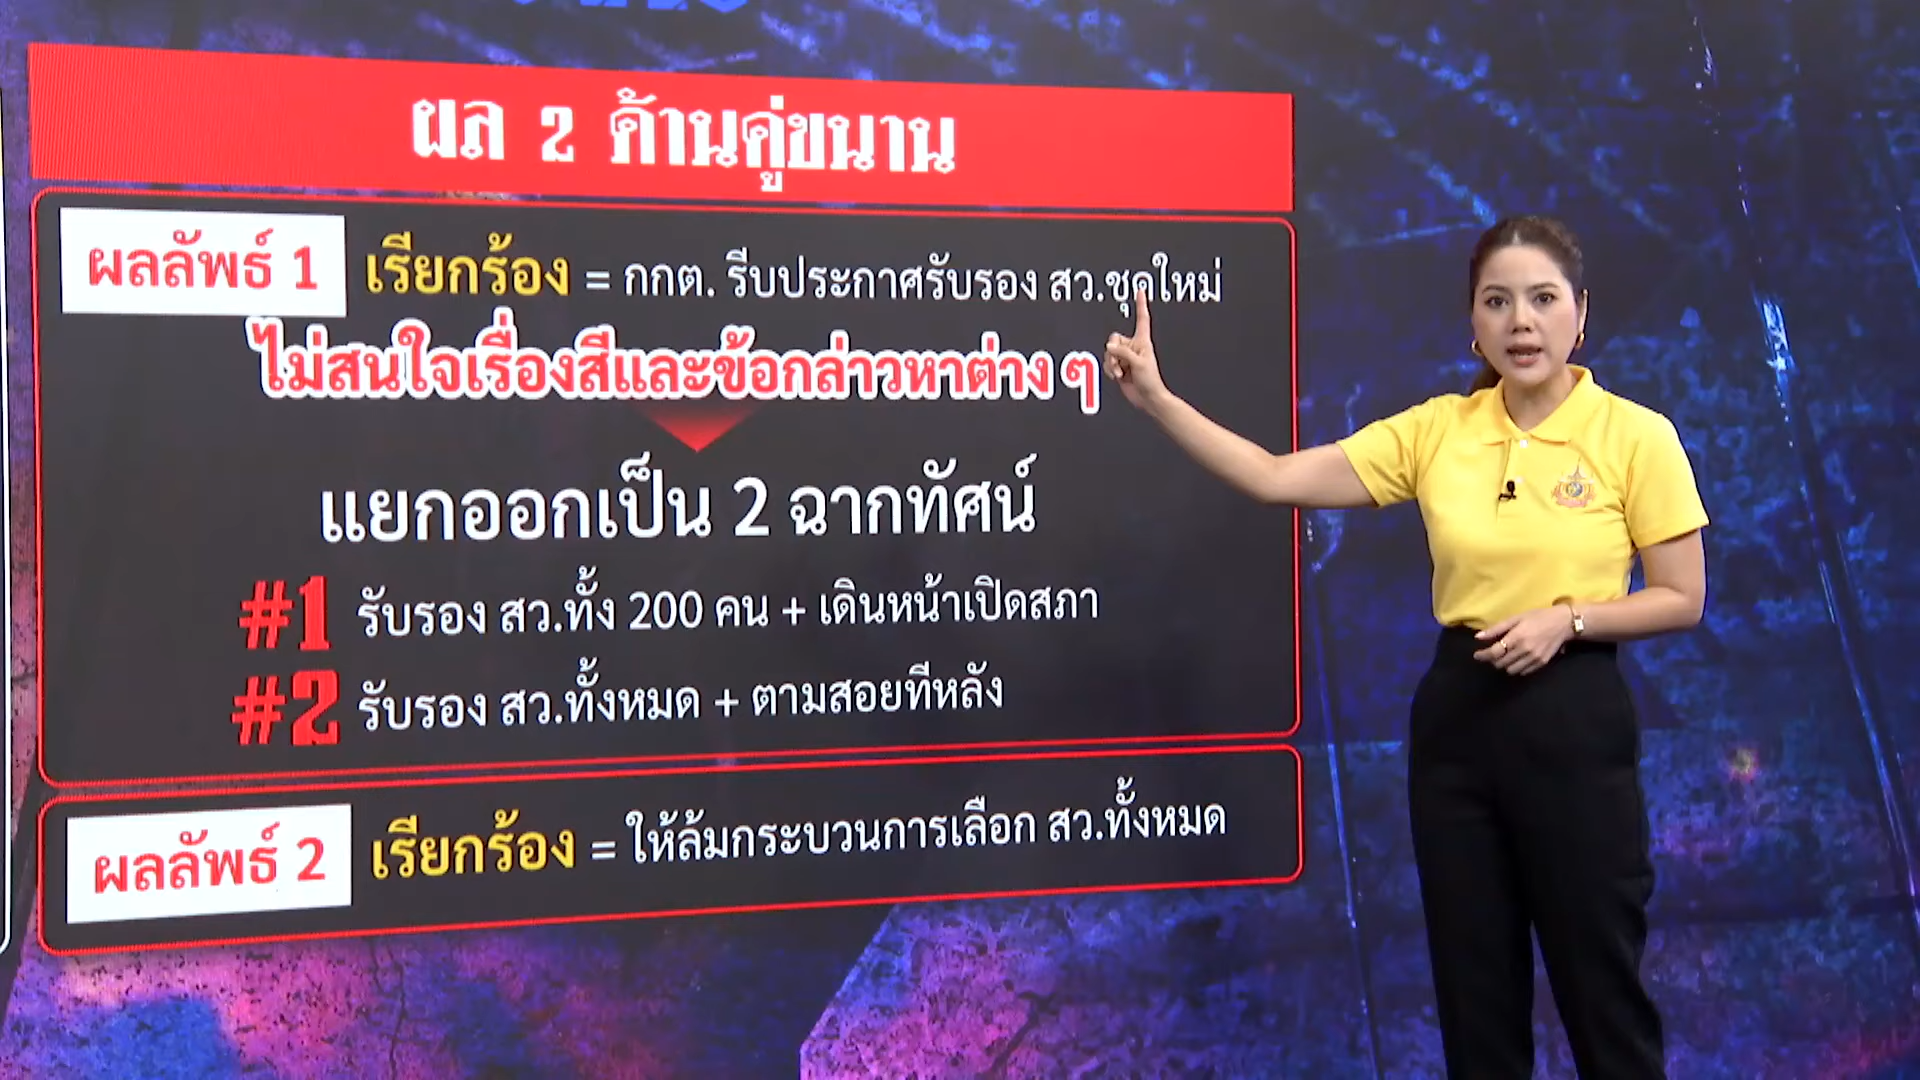 ผล 2 ด้านคู่ขนาน
ผลลัพธ์ 1 เรียกร้อง = กกต. รีบประกาศรับรอง สว.ชุดใหม่
ไม่สนใจเรื่องสีและข้อกล่าวหาต่าง ๆ
แยกออกเป็น 2 ฉากทัศน์
#1 รับรอง สว.ทั้ง 200 คน + เดินหน้าเปิดสภา
#2 รับรอง สว.ทั้งหมด + ตามสอยทีหลัง
ผลลัพธ์ 2 เรียกร้อง = ให้ล้มกระบวนการเลือก สว.ทั้งหมด